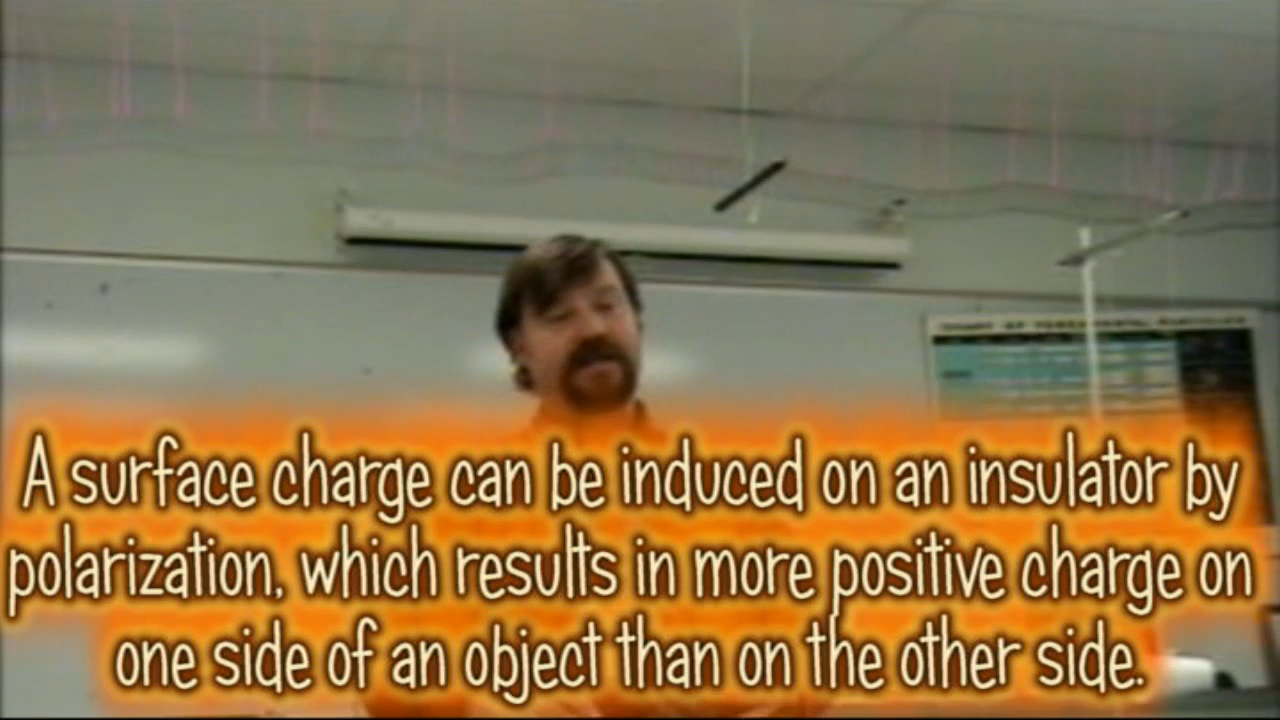 A surface charge can be induced on an insulator by
polarization, which results in more positive charge on
one side of an object than on the other side.